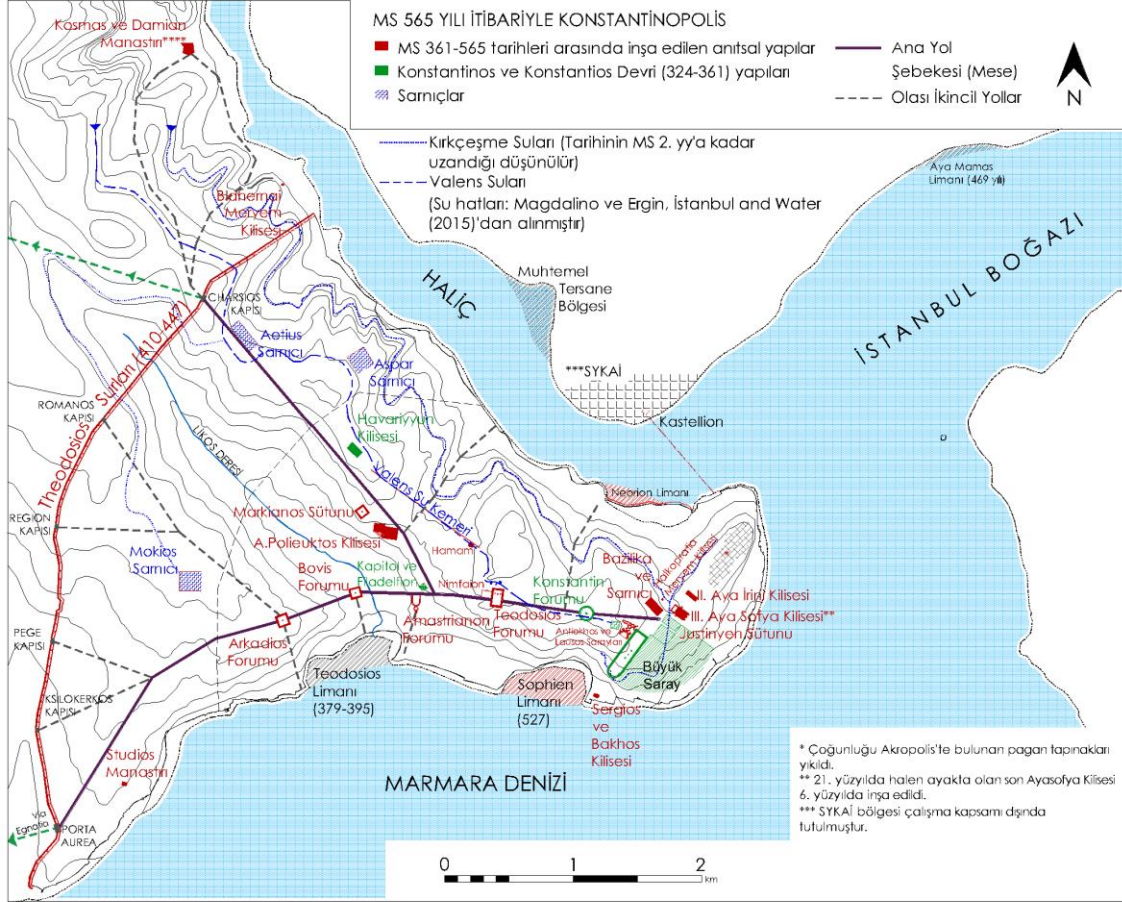 MS 565 YILI İTİBARİYLE KONSTANTİNOPOLİS
MS 361-565 tarihleri arasında inşa edilen anıtsal yapılar
Konstantinos ve Konstantios Devri (324-361) yapıları
Sarnıçlar
Ana Yol
Şebekesi (Mese)
Olası İkincil Yollar
N
Kırkçeşme Suları (Tarihinin MS 2. yy'a kadar
uzandığı düşünülür)
Valens Suları
(Su hatları: Magdalino ve Ergin, İstanbul and Water
(2015)'dan alınmıştır)
Kosmas ve Damian
Manastırı****
Aya Mamas
Limanı (469 yılı)
Blahernai
Meryem
Kilisesi
HALİÇ
Muhtemel
Tersane
Bölgesi
İSTANBUL BOĞAZI
CHARSIOS
KAPISI
Theodosios Surları (410-447)
Aetius
Sarnıcı
Aspar
Sarnıcı
***SYKAİ
Kastellion
ROMANOS
KAPISI
LİKOS DERESİ
Havariyyun
Kilisesi
Valens Su Kemeri
Neorion Limanı
REGION
KAPISI
Markianos Sütunu
A.Polieuktos Kilisesi
Hamam
Mokios
Sarnıcı
Bovis
Forumu
Kapitol ve
Filadelfion
Nimfaion
Konstantin
Forumu
Bazilika
ve
Sarnıcı
Halkoprateia
Meryem Kilisesi
II. Aya İrini Kilisesi
III. Aya Sofya Kilisesi**
Justinyen Sütunu
PEGE
KAPISI
Arkadios
Forumu
Amastrianon
Forumu
Teodosios
Forumu
Antiokhos ve
Lausos Sarayları
Büyük
Saray
KSILOKERKOS
KAPISI
Teodosios
Limanı
(379-395)
Sophien
Limanı
(527)
Sergios
ve
Bakhos
Kilisesi
Studios
Manastırı
MARMARA DENİZİ
Via
Egnatia
PORTA
AUREA
* Çoğunluğu Akropolis'te bulunan pagan tapınakları
yıkıldı.
** 21. yüzyılda halen ayakta olan son Ayasofya Kilisesi
6. yüzyılda inşa edildi.
*** SYKAİ bölgesi çalışma kapsamı dışında
tutulmuştur.
0 1 2
km